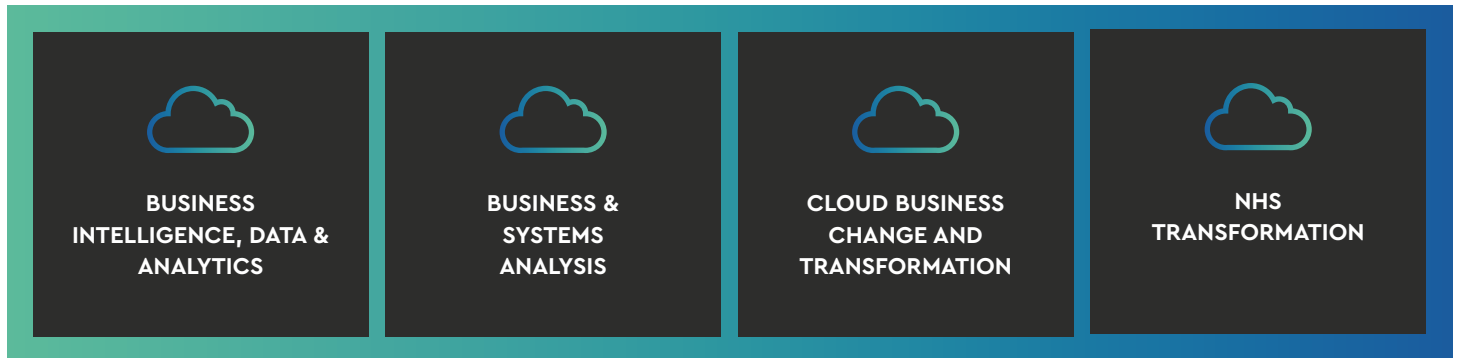 BUSINESS
INTELLIGENCE, DATA &
ANALYTICS
BUSINESS &
SYSTEMS
ANALYSIS
CLOUD BUSINESS
CHANGE AND
TRANSFORMATION
NHS
TRANSFORMATION